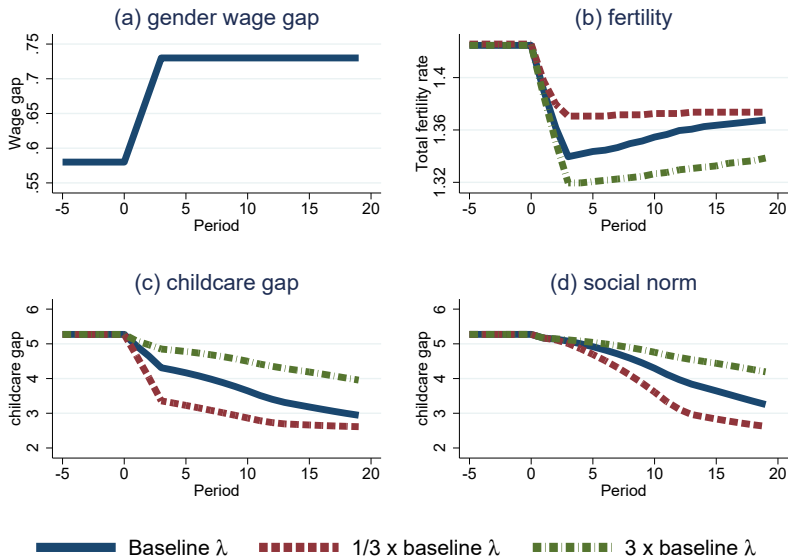 (a) gender wage gap
Wage gap
.75
.7
.65
.6
.55
-5 0 5 10 15 20
Period
(b) fertility
Total fertility rate
1.4
1.36
1.32
-5 0 5 10 15 20
Period
(c) childcare gap
childcare gap
6
5
4
3
2
-5 0 5 10 15 20
Period
(d) social norm
childcare gap
6
5
4
3
2
-5 0 5 10 15 20
Period
Baseline λ 1/3 x baseline λ 3 x baseline λ